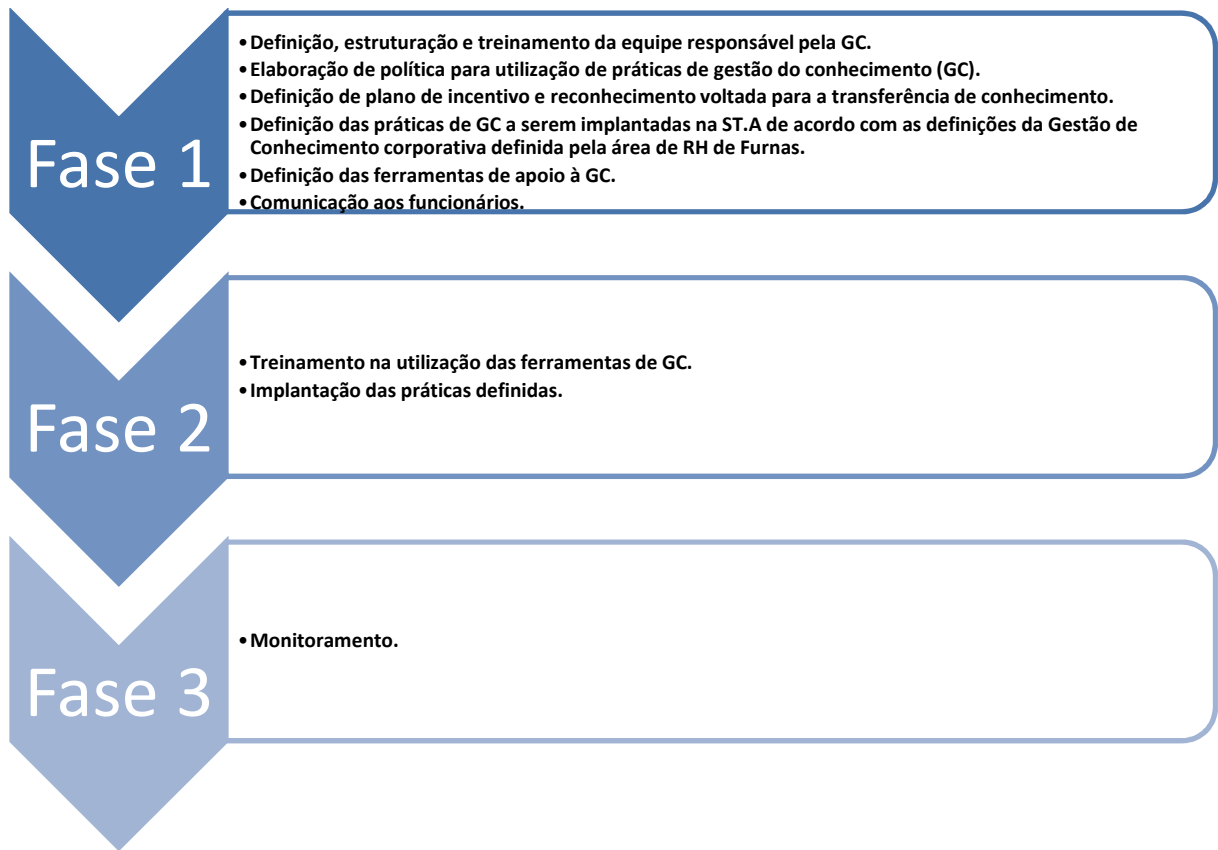 Fase 1
•Definição, estruturação e treinamento da equipe responsável pela GC.
•Elaboração de política para utilização de práticas de gestão do conhecimento (GC).
•Definição de plano de incentivo e reconhecimento voltada para a transferência de conhecimento.
•Definição das práticas de GC a serem implantadas na ST.A de acordo com as definições da Gestão de
Conhecimento corporativa definida pela área de RH de Furnas.
•Definição das ferramentas de apoio à GC.
•Comunicação aos funcionários.
Fase 2
•Treinamento na utilização das ferramentas de GC.
•Implantação das práticas definidas.
Fase 3
•Monitoramento.